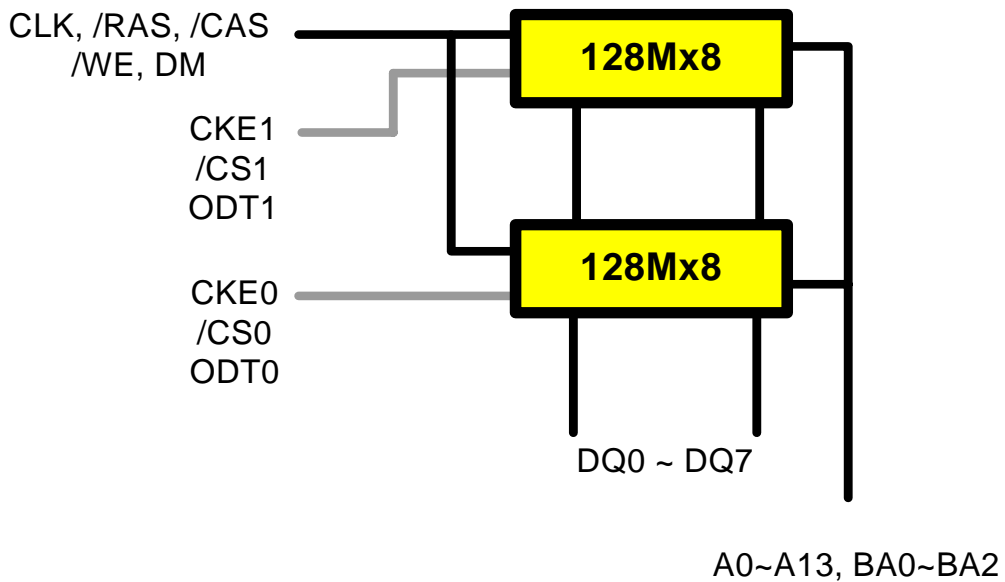 CLK, /RAS, /CAS
/WE, DM
128Mx8
CKE1
/CS1
ODT1
128Mx8
CKE0
/CS0
ODT0
DQ0 ~ DQ7
A0~A13, BA0~BA2